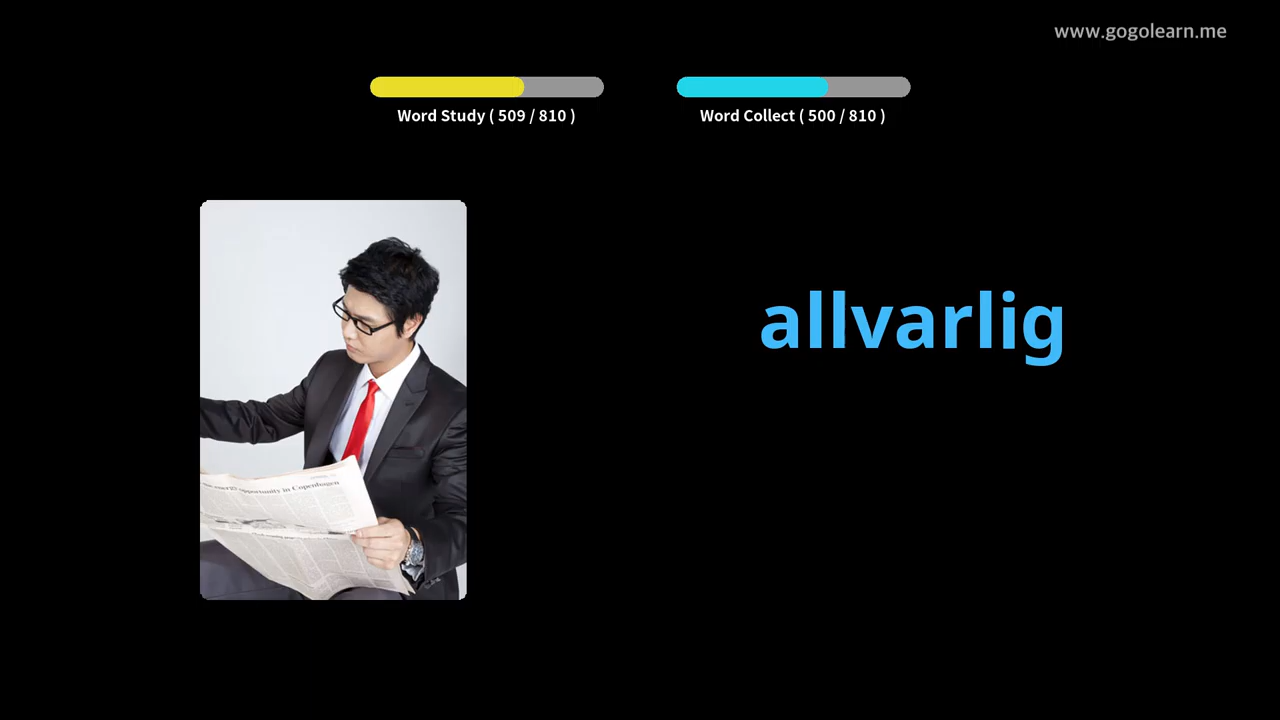 www.gogolearn.me
Word Study ( 509 / 810 )
Word Collect ( 500 / 810 )
allvarlig
opportunity in Copenhagen